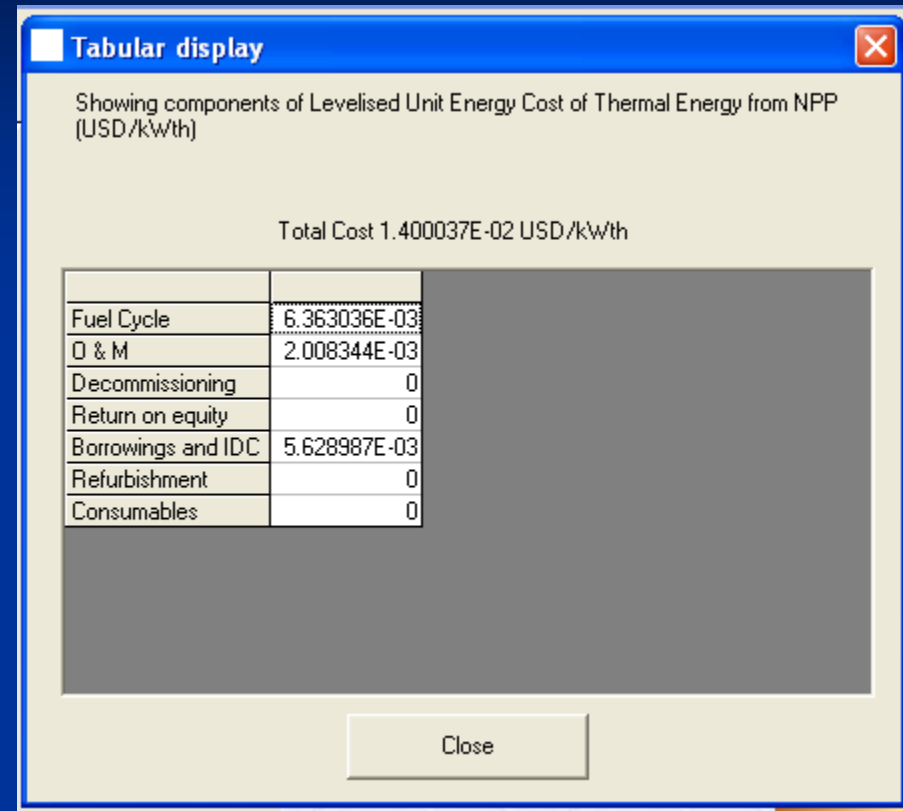 Tabular display
Showing components of Levelised Unit Energy Cost of Thermal Energy from NPP
(USD/kWth)
Total Cost 1.400037E-02 USD/kWth
Fuel Cycle 6.363036E-03
O & M 2.008344E-03
Decommissioning 0
Return on equity 0
Borrowings and IDC 5.628987E-03
Refurbishment 0
Consumables 0
Close